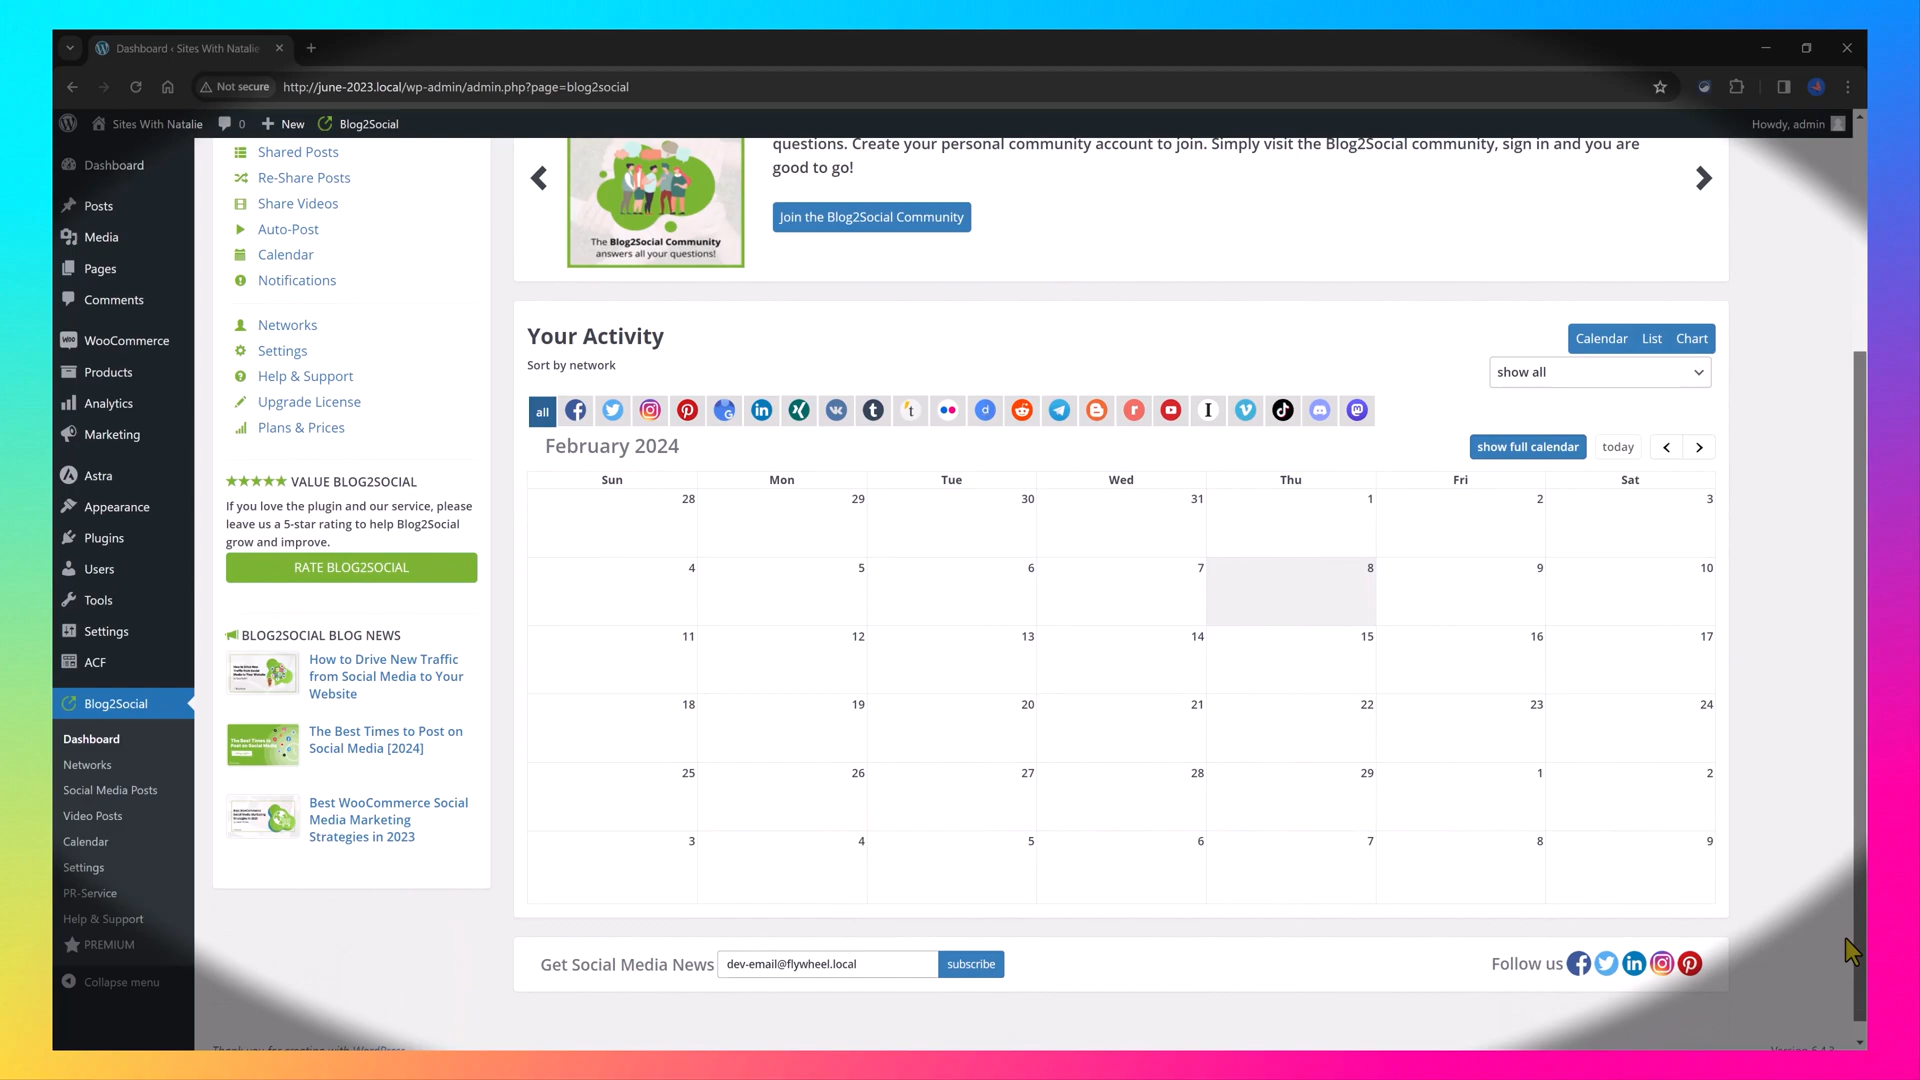 Dashboard ‹ Sites With Natalie
Not secure
http://june-2023.local/wp-admin/admin.php?page=blog2social
Sites With Natalie
0
New
Blog2Social
Howdy, admin
Dashboard
Posts
Media
Pages
Comments
WooCommerce
Products
Analytics
Marketing
Astra
Appearance
Plugins
Users
Tools
Settings
ACF
Blog2Social
Dashboard
Networks
Social Media Posts
Video Posts
Calendar
Settings
PR-Service
Help & Support
PREMIUM
Collapse menu
Shared Posts
Re-Share Posts
Share Videos
Auto-Post
Calendar
Notifications
Networks
Settings
Help & Support
Upgrade License
Plans & Prices
VALUE BLOG2SOCIAL
If you love the plugin and our service, please
leave us a 5-star rating to help Blog2Social
grow and improve.
RATE BLOG2SOCIAL
BLOG2SOCIAL BLOG NEWS
How to Drive New Traffic
from Social Media to Your
Website
The Best Times to Post on
Social Media [2024]
Best WooCommerce Social
Media Marketing
Strategies in 2023
The Blog2Social Community
answers all your questions!
questions. Create your personal community account to join. Simply visit the Blog2Social community, sign in and you are
good to go!
Join the Blog2Social Community
Your Activity
Calendar List Chart
Sort by network
show all
all
February 2024
show full calendar
today
Sun Mon Tue Wed Thu Fri Sat
28 29 30 31 1 2 3
4 5 6 7 8 9 10
11 12 13 14 15 16 17
18 19 20 21 22 23 24
25 26 27 28 29 1 2
3 4 5 6 7 8 9
Get Social Media News
dev-email@flywheel.local
subscribe
Follow us
Thank you for creating with WordPress